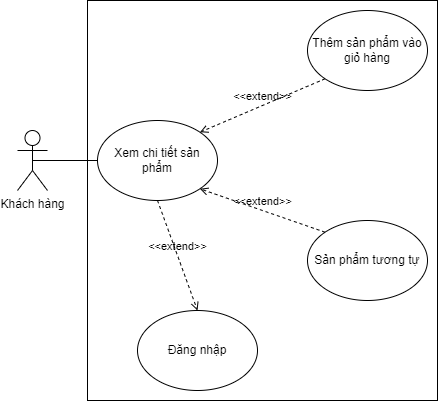 Thêm sản phẩm vào
giỏ hàng
<<extend>>
Xem chi tiết sản
phẩm
Khách hàng
<<extend>>
<<extend>>
Sản phẩm tương tự
Đăng nhập